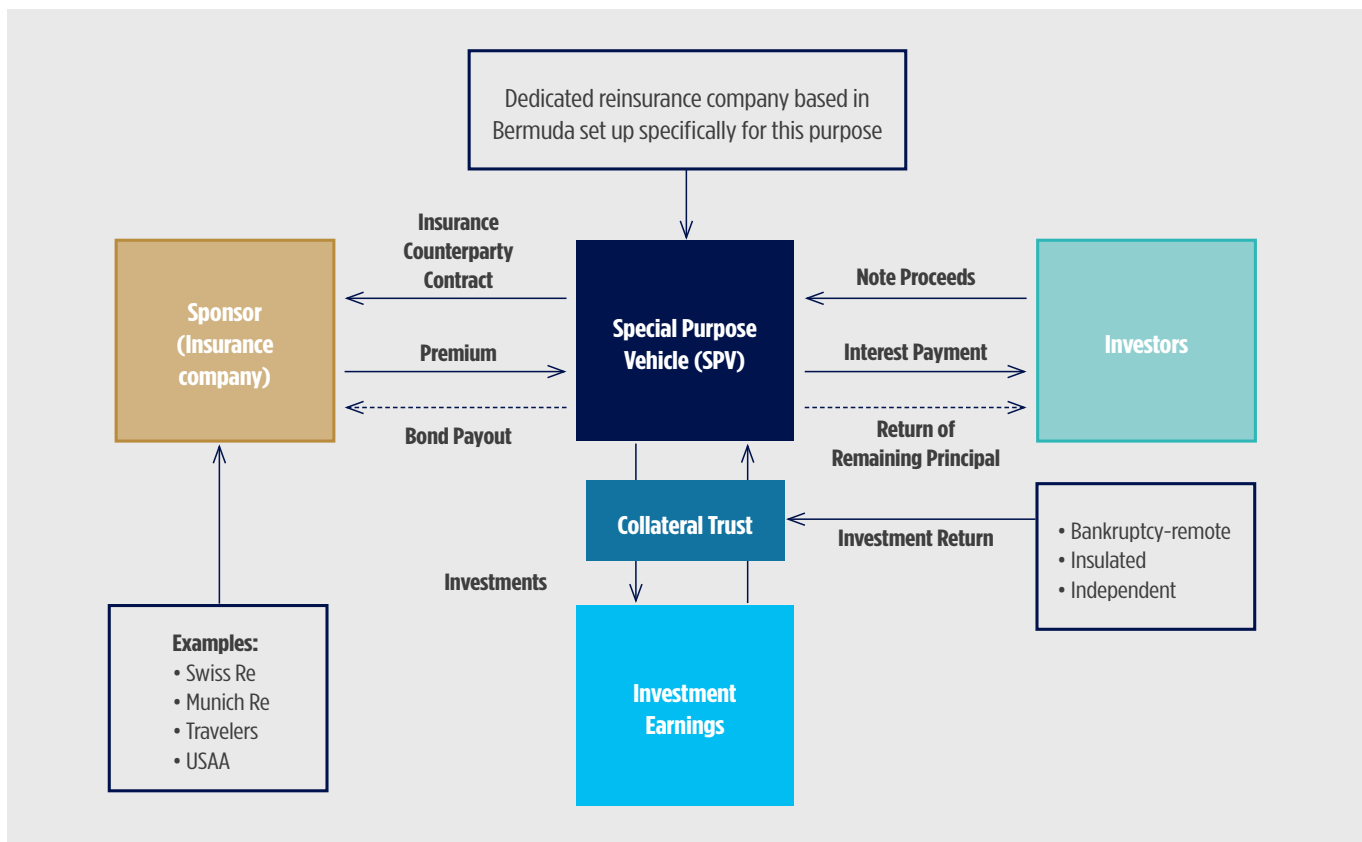 Dedicated reinsurance company based in
Bermuda set up specifically for this purpose
Insurance
Counterparty
Contract
Note Proceeds
Sponsor
(Insurance
company)
Special Purpose
Vehicle (SPV)
Investors
Premium
Interest Payment
Bond Payout
Return of
Remaining Principal
Collateral Trust
Investment Return
• Bankruptcy-remote
• Insulated
• Independent
Investments
Examples:
• Swiss Re
• Munich Re
• Travelers
• USAA
Investment
Earnings